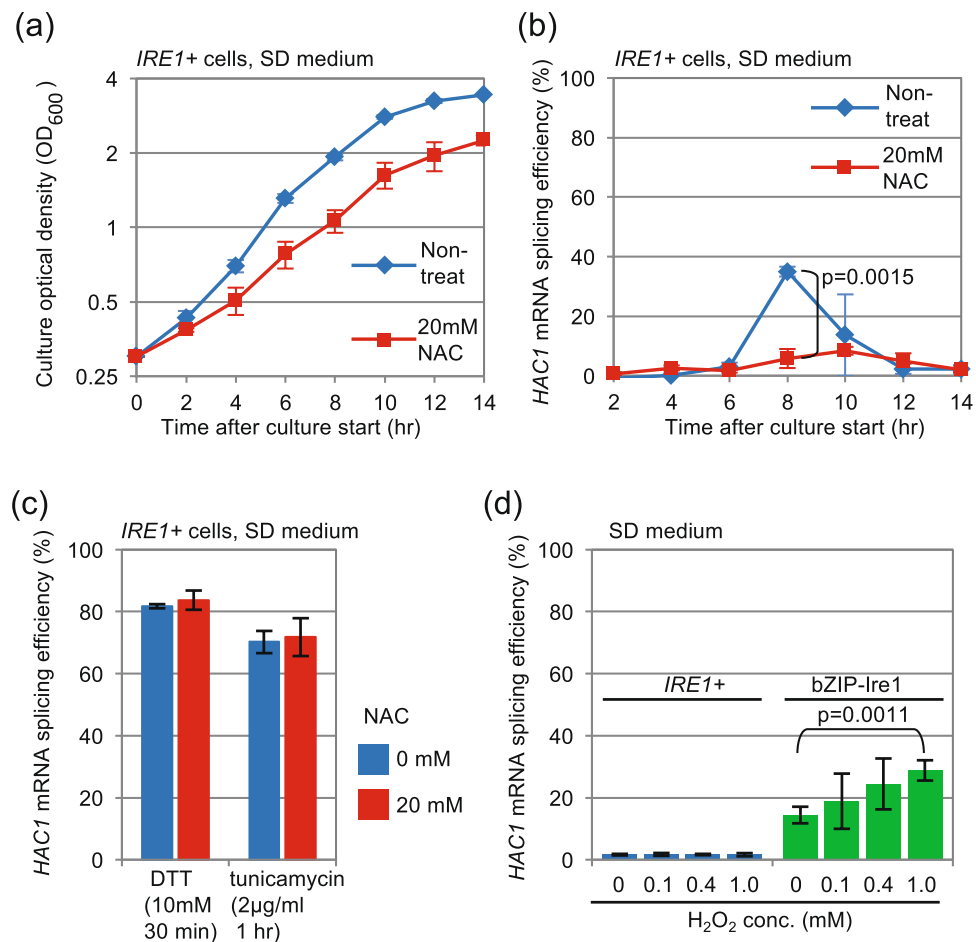 (a)
IRE1+ cells, SD medium
Culture optical density (OD600)
4
2
1
0.5
0.25
Non-
treat
20mM
NAC
0 2 4 6 8 10 12 14
Time after culture start (hr)
(b)
IRE1+ cells, SD medium
HAC1 mRNA splicing efficiency (%)
100
80
60
40
20
0
Non-
treat
20mM
NAC
p=0.0015
2 4 6 8 10 12 14
Time after culture start (hr)
(c)
IRE1+ cells, SD medium
HAC1 mRNA splicing efficiency (%)
100
80
60
40
20
0
DTT
(10mM
30 min)
tunicamycin
(2µg/ml
1 hr)
NAC
0 mM
20 mM
(d)
SD medium
HAC1 mRNA splicing efficiency (%)
100
80
60
40
20
0
IRE1+
bZIP-Ire1
p=0.0011
0 0.1 0.4 1.0 0 0.1 0.4 1.0
H2O2 conc. (mM)